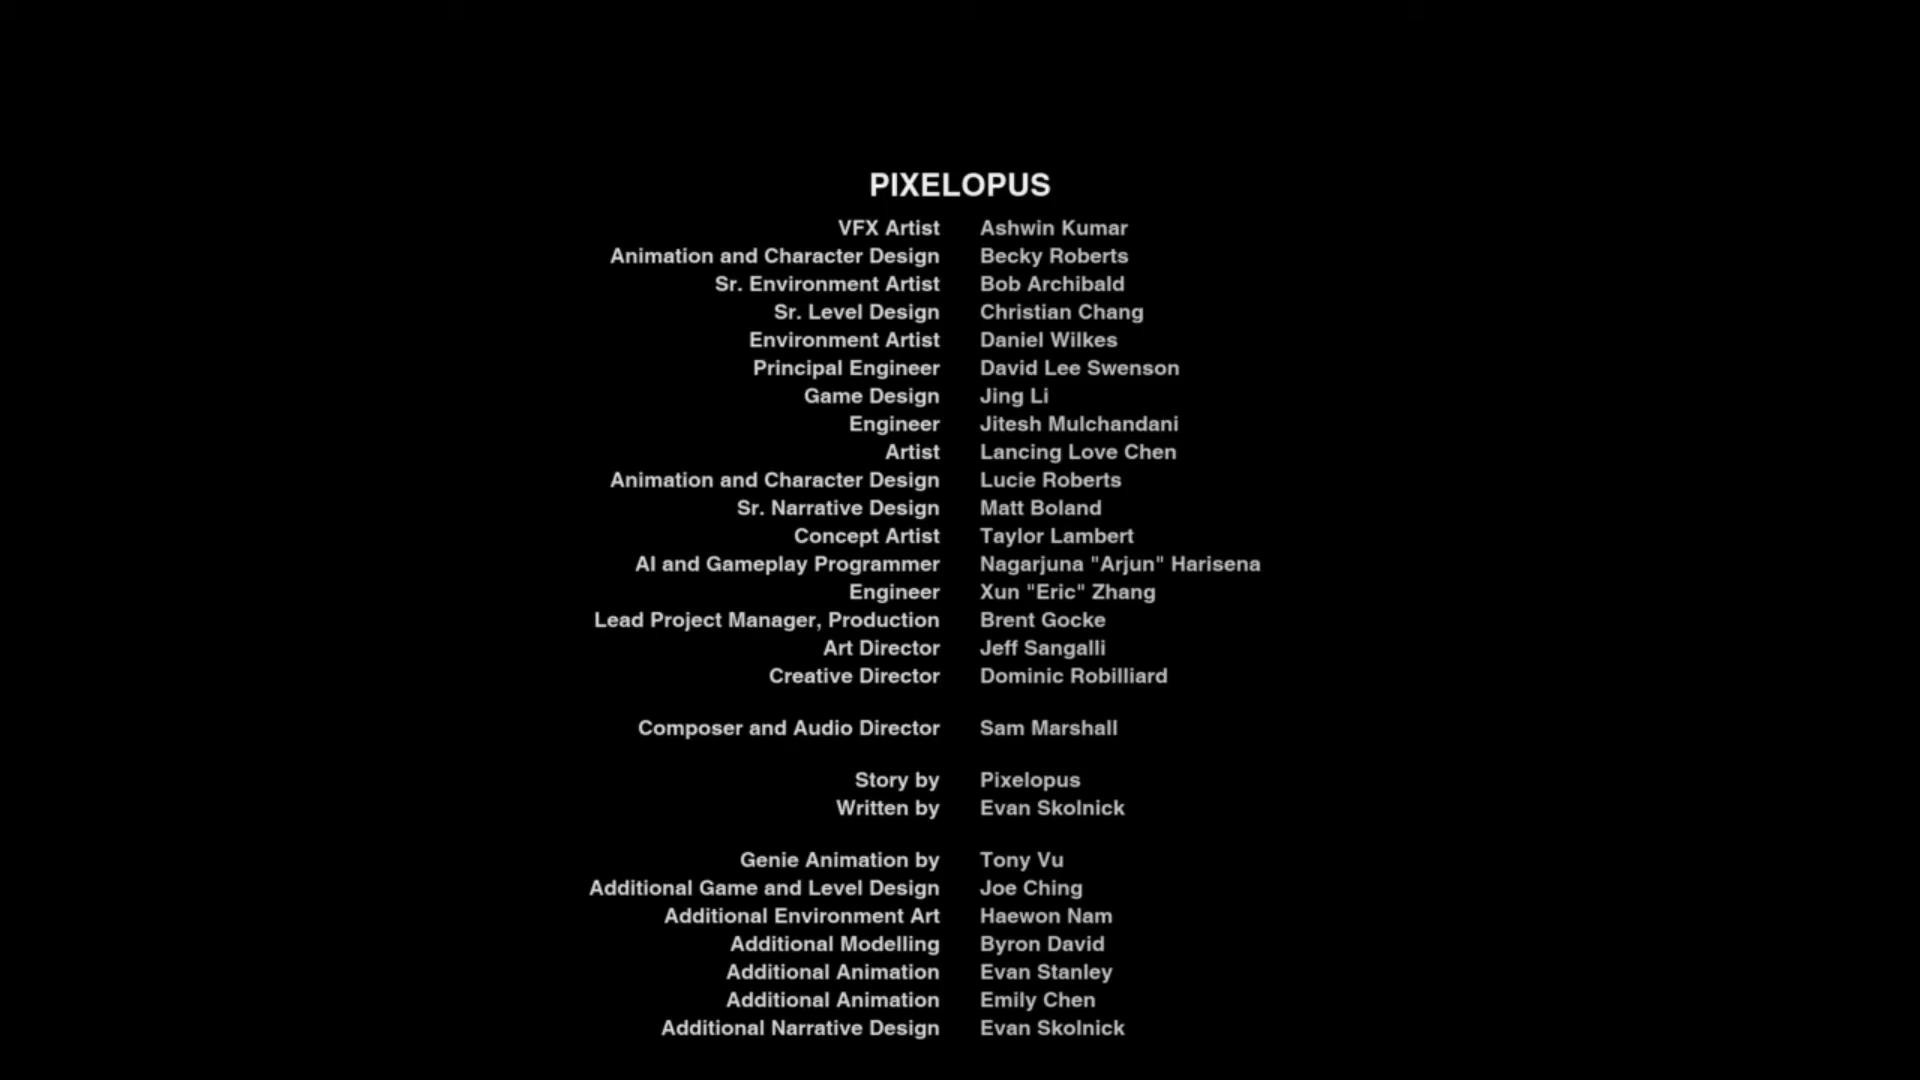 PIXELOPUS
VFX Artist Ashwin Kumar
Animation and Character Design Becky Roberts
Sr. Environment Artist Bob Archibald
Sr. Level Design Christian Chang
Environment Artist Daniel Wilkes
Principal Engineer David Lee Swenson
Game Design Jing Li
Engineer Jitesh Mulchandani
Artist Lancing Love Chen
Animation and Character Design Lucie Roberts
Sr. Narrative Design Matt Boland
Concept Artist Taylor Lambert
AI and Gameplay Programmer Nagarjuna "Arjun" Harisena
Engineer Xun "Eric" Zhang
Lead Project Manager, Production Brent Gocke
Art Director Jeff Sangalli
Creative Director Dominic Robilliard
Composer and Audio Director Sam Marshall
Story by Pixelopus
Written by Evan Skolnick
Genie Animation by Tony Vu
Additional Game and Level Design Joe Ching
Additional Environment Art Haewon Nam
Additional Modelling Byron David
Additional Animation Evan Stanley
Additional Animation Emily Chen
Additional Narrative Design Evan Skolnick